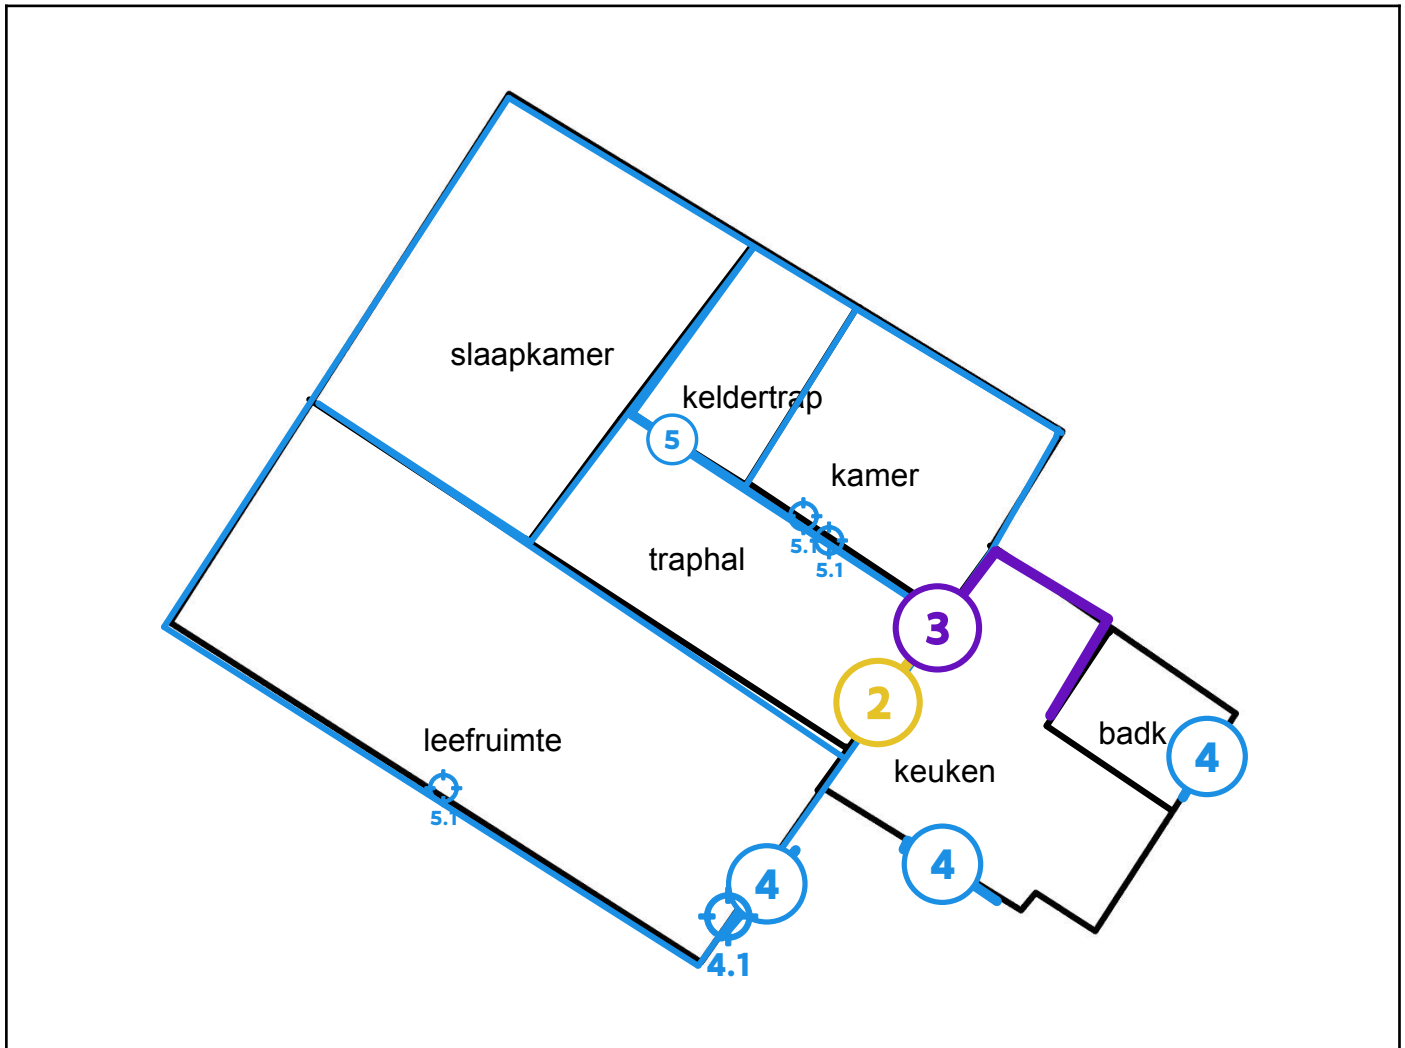 slaapkamer
keldertrap
5
kamer
5.1
5.1
traphal
3
2
badk
4
leefruimte
keuken
5.1
4
4
4.1